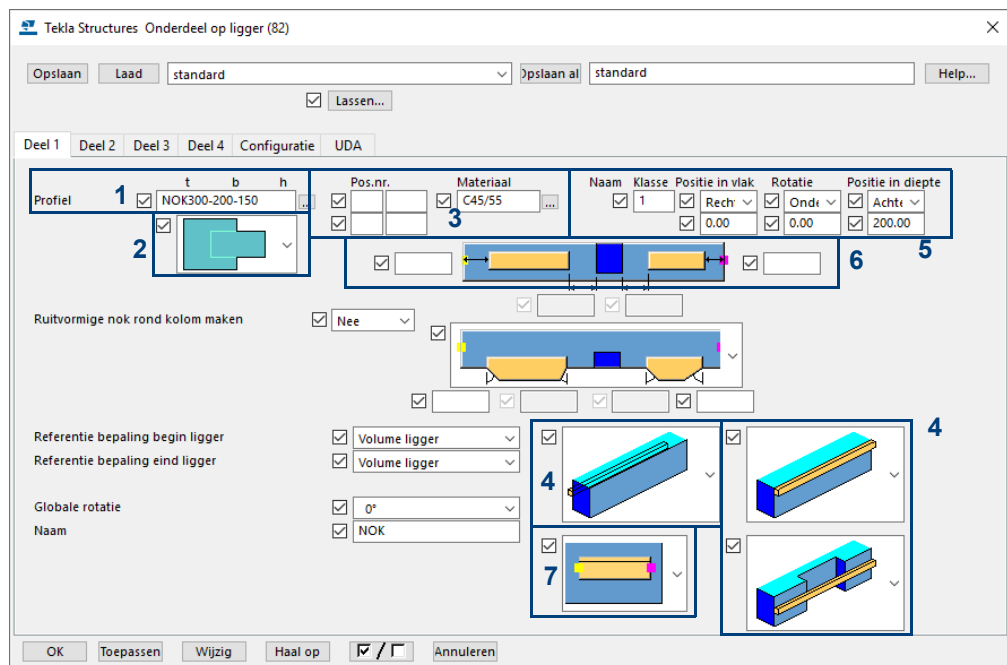 Tekla Structures Onderdeel op ligger (82)
Opslaan Laad standard Opslaan al standard Help...
Lassen...
Deel 1 Deel 2 Deel 3 Deel 4 Configuratie UDA
t b h Pos.nr. Materiaal Naam Klasse Positie in vlak Rotatie Positie in diepte
Profiel 1 NOK300-200-150 ... C45/55 ... 1 Recht Onde Achte
2 3 0.00 0.00 200.00 5
6
Ruitvormige nok rond kolom maken Nee
Referentie bepaling begin ligger Volume ligger
Referentie bepaling eind ligger Volume ligger
4 4
Globale rotatie 0°
Naam NOK
7
OK Toepassen Wijzig Haal op / Annuleren